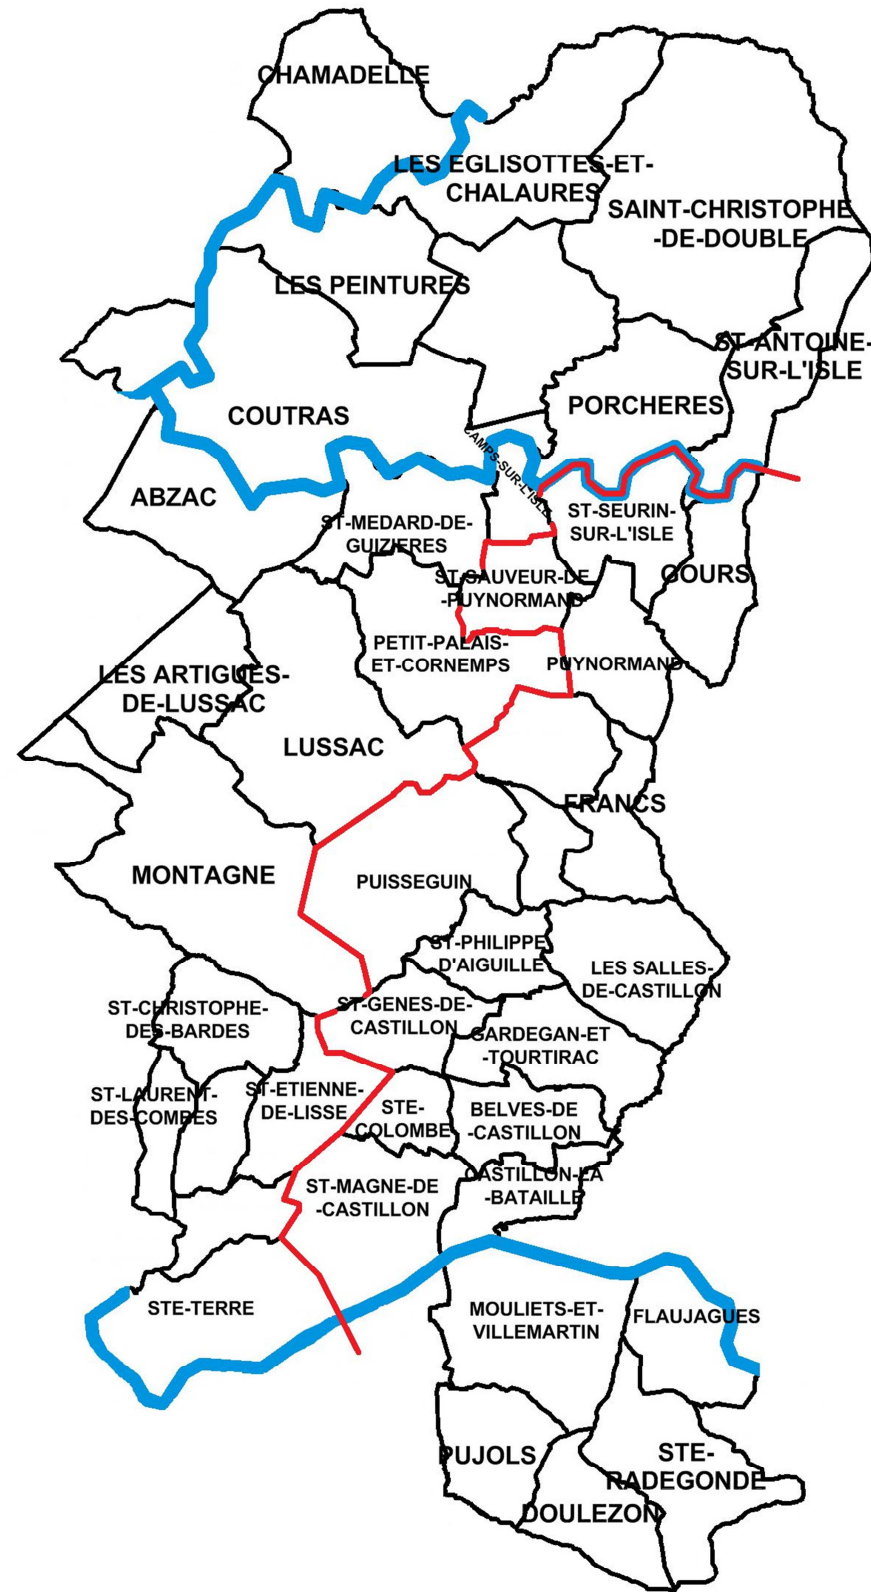 CHAMADELLE
LES EGLISOTTES-ET-
CHALAURES
SAINT-CHRISTOPHE
-DE-DOUBLE
LES PEINTURES
ST-ANTOINE-
SUR-L'ISLE
COUTRAS
PORCHERES
CAMPS-SUR-L'ISLE
ABZAC
ST-MEDARD-DE-
GUIZIERES
ST-SEURIN-
SUR-L'ISLE
GOURS
ST-SAUVEUR-DE-
-PUYNORMAND-
PETIT-PALAIS-
ET-CORNEMPS
PUYNORMAND-
LES ARTIGUES-
DE-LUSSAC
LUSSAC
FRANCS
MONTAGNE
PUISSEGUIN
ST-PHILIPPE
D'AIGUILLE
LES SALLES-
DE-CASTILLON
ST-CHRISTOPHE-
DES-BARDES
ST-GENES-DE-
CASTILLON
GARDEGAN-ET
-TOURTIRAC
ST-LAURENT-
DES-COMBES
ST-ETIENNE-
DE-LISSE
STE-
COLOMBE
BELVES-DE
-CASTILLON
ST-MAGNE-DE
-CASTILLON
CASTILLON-LA
-BATAILLE
STE-TERRE
MOULIETS-ET-
VILLEMARTIN
FLAUJAGUES
PUJOLS
STE-
RADEGONDE
DOULEZON